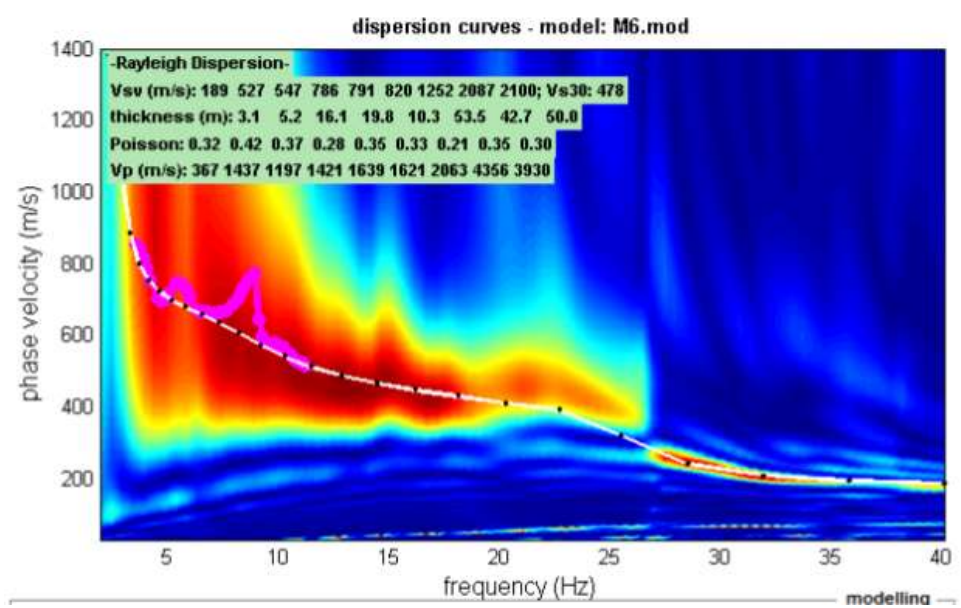 dispersion curves - model: M6.mod
-Rayleigh Dispersion-
Vsv (m/s): 189 527 547 786 791 820 1252 2087 2100; Vs30: 478
thickness (m): 3.1 5.2 16.1 19.8 10.3 53.5 42.7 50.0
Poisson: 0.32 0.42 0.37 0.28 0.35 0.33 0.21 0.35 0.30
Vp (m/s): 367 1437 1197 1421 1639 1621 2063 4356 3930
1400
1200
1000
800
600
400
200
phase velocity (m/s)
5 10 15 20 25 30 35 40
frequency (Hz)
modelling